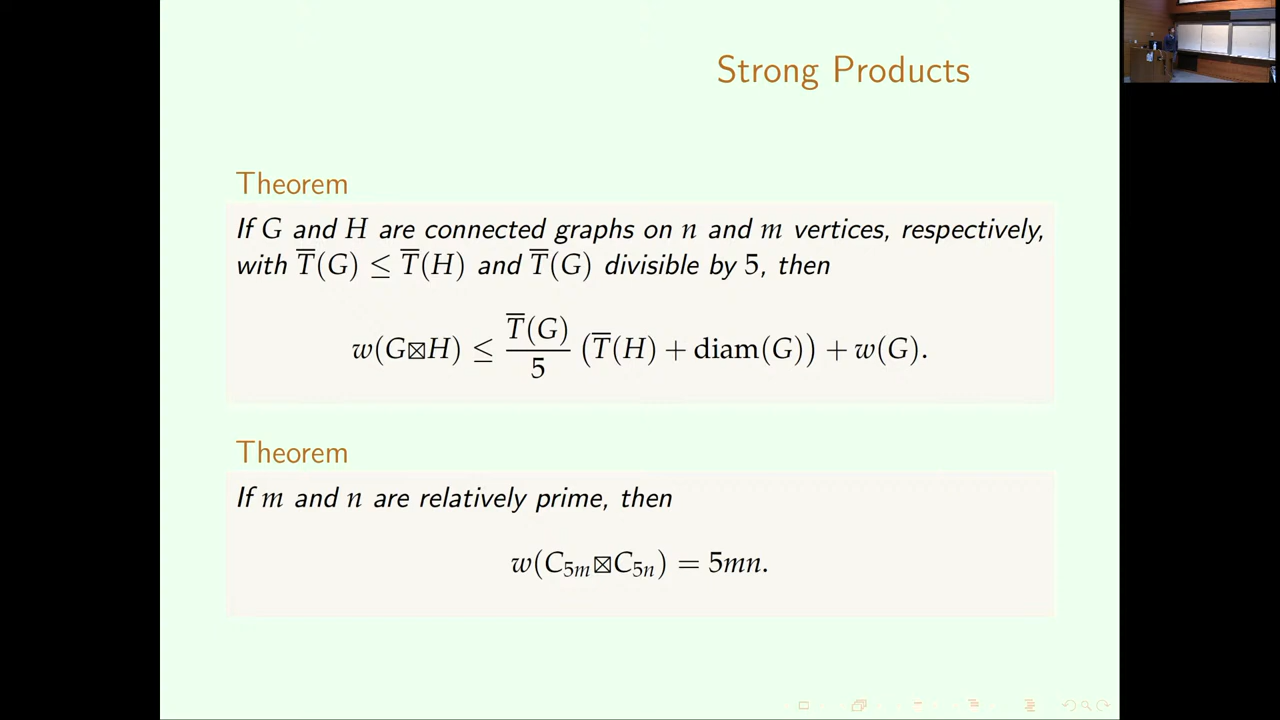 Strong Products
Theorem
If G and H are connected graphs on n and m vertices, respectively,
with T̅(G) ≤ T̅(H) and T̅(G) divisible by 5, then
w(G⊠H) ≤ T̅(G)/5 (T̅(H) + diam(G)) + w(G).
Theorem
If m and n are relatively prime, then
w(C₅ₘ⊠C₅ₙ) = 5mn.